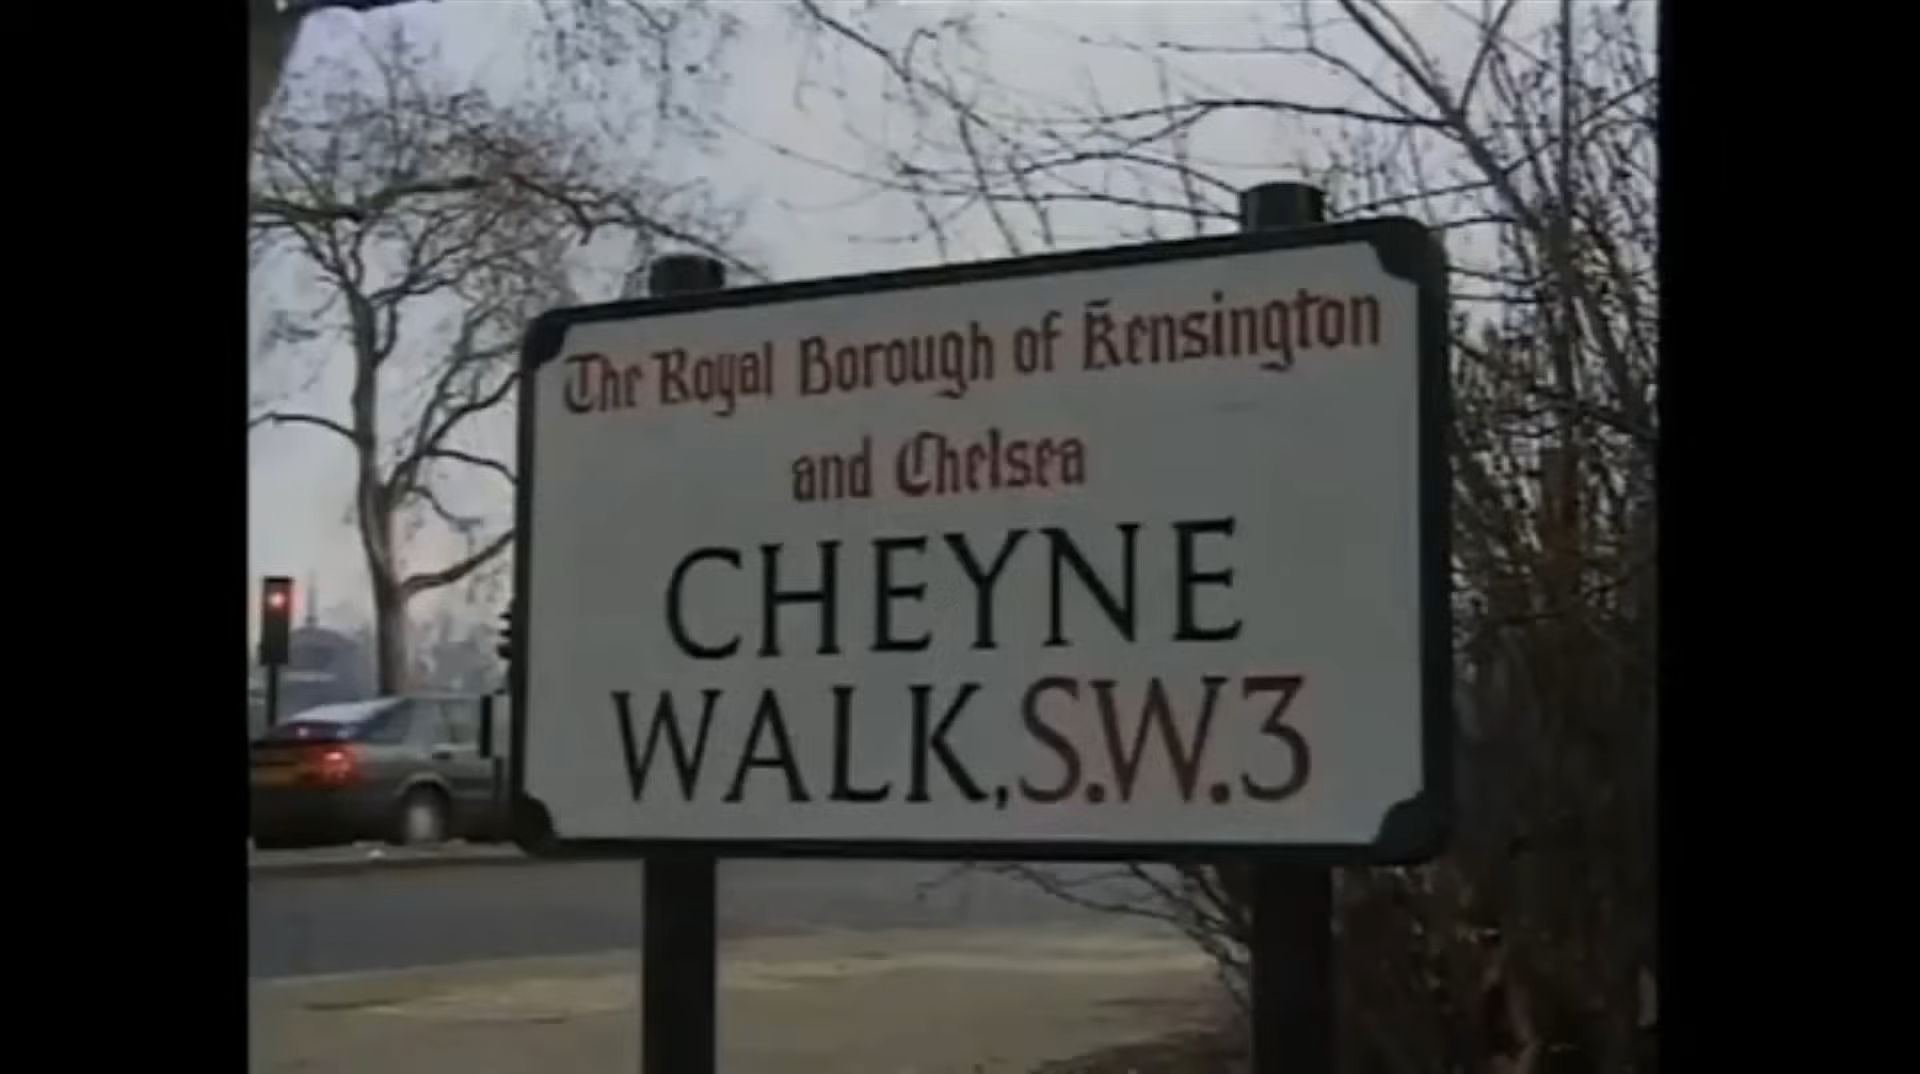 The Royal Borough of Kensington
and Chelsea
CHEYNE
WALK, S.W.3